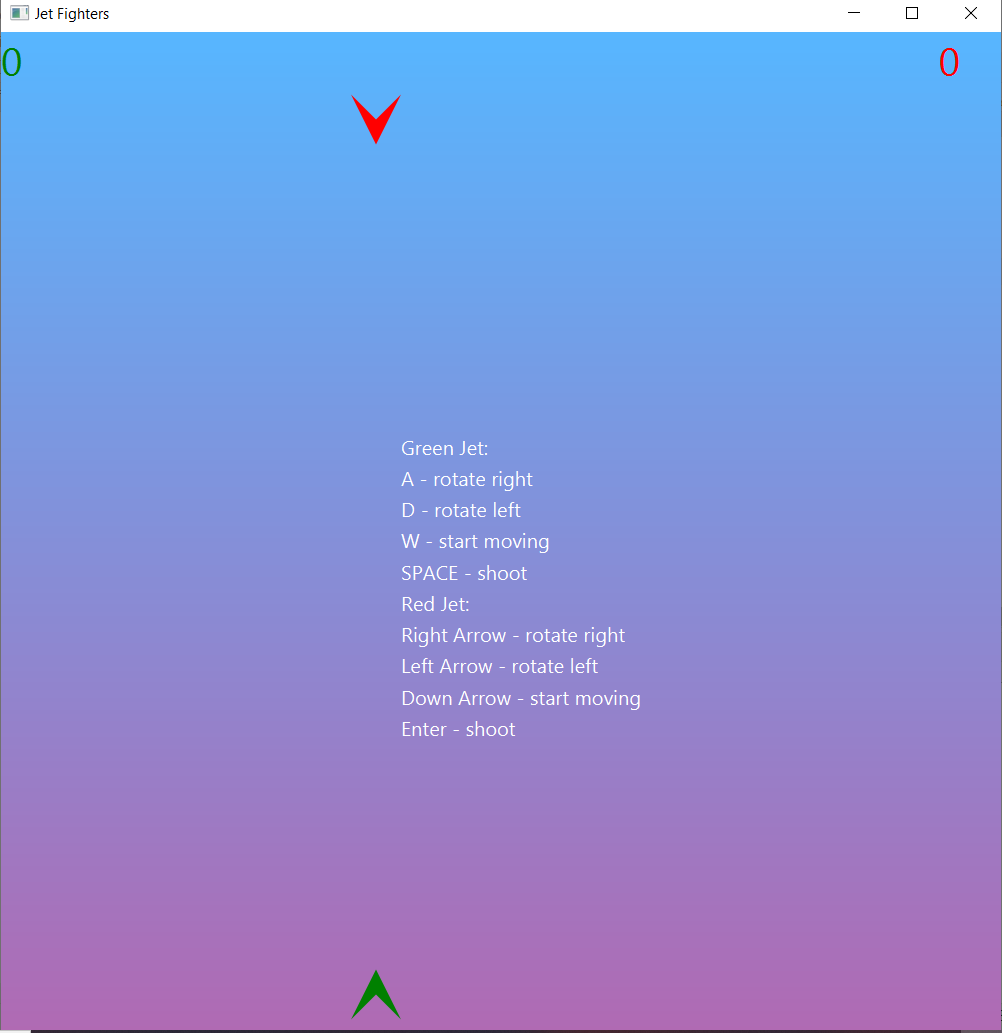 Jet Fighters
0 0
Green Jet:
A - rotate right
D - rotate left
W - start moving
SPACE - shoot
Red Jet:
Right Arrow - rotate right
Left Arrow - rotate left
Down Arrow - start moving
Enter - shoot